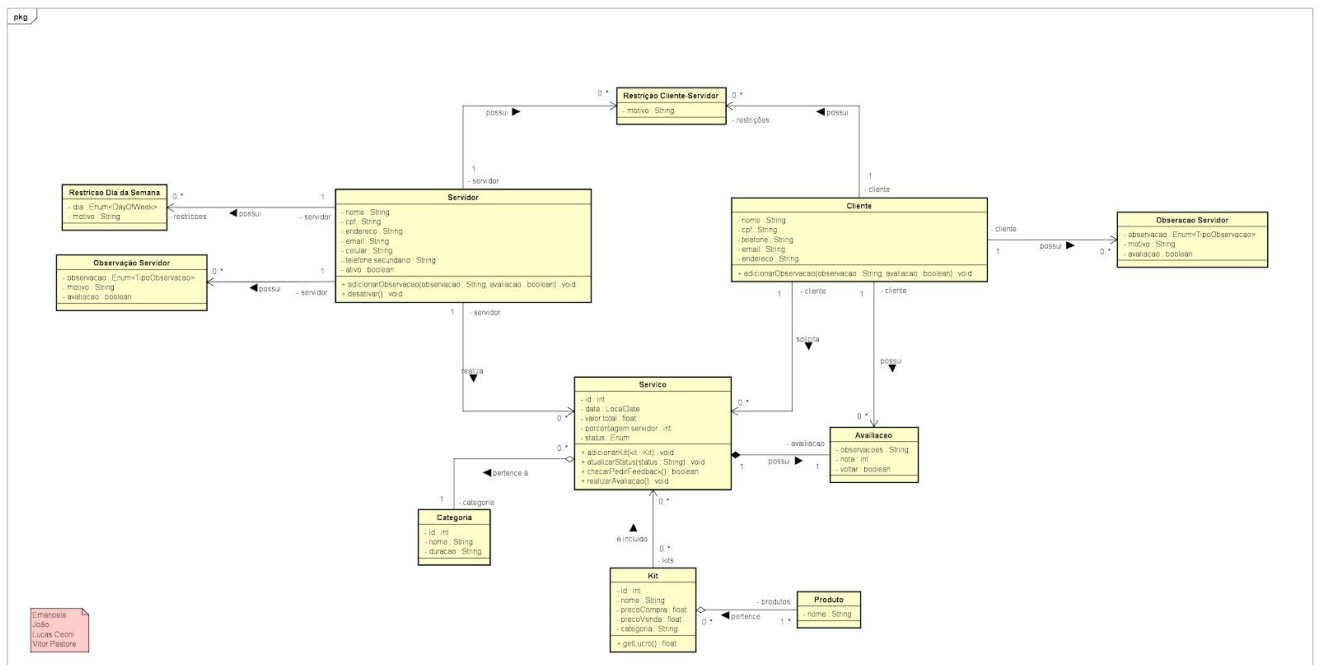 pkg
0..*
Restrição Cliente-Servidor
- motivo : String
0..*
- restrições
possui
possui
1
- servidor
1
- cliente
Restricao Dia da Semana
- dia : Enum<DayOfWeek>
- motivo : String
0..*
- restricoes
possui
1
- servidor
Servidor
- nome : String
- cpf : String
- endereco : String
- email : String
- celular : String
- telefone secundario : String
- ativo : boolean
+ adicionarObservacao(observacao : String, avaliacao : boolean) : void
+ desativar() : void
Cliente
- nome : String
- cpf : String
- telefone : String
- email : String
- endereco : String
+ adicionarObservacao(observacao : String, avaliacao : boolean) : void
- cliente
1
possui
0..*
Obseracao Servidor
- observacao : Enum<TipoObservacao>
- motivo : String
- avaliacao : boolean
Observação Servidor
- observacao : Enum<TipoObservacao>
- motivo : String
- avaliacao : boolean
0..*
possui
1
- servidor
1
- servidor
1
- cliente
1
- cliente
solicita
possui
realiza
0..*
Servico
- id : int
- data : LocalDate
- valor total : float
- porcentagem servidor : int
- status : Enum
+ adicionarKit(kit : Kit) : void
+ atualizarStatus(status : String) : void
+ checarPedirFeedback() : boolean
+ realizarAvaliacao() : void
0..*
0..*
Avaliacao
- observacoes : String
- nota : int
- voltar : boolean
- availiacao
1
possui
1
0..*
pertence à
1
- categoria
Categoria
- id : int
- nome : String
- duracao : String
0..*
é incluído
0..*
- kits
Kit
- id : int
- nome : String
- precoCompra : float
- precoVenda : float
- categoria : String
+ getLucro() : float
- produtos
pertence
0..*
1..*
Produto
- nome : String
Emanoela
João
Lucas Ceoni
Vitor Pastore